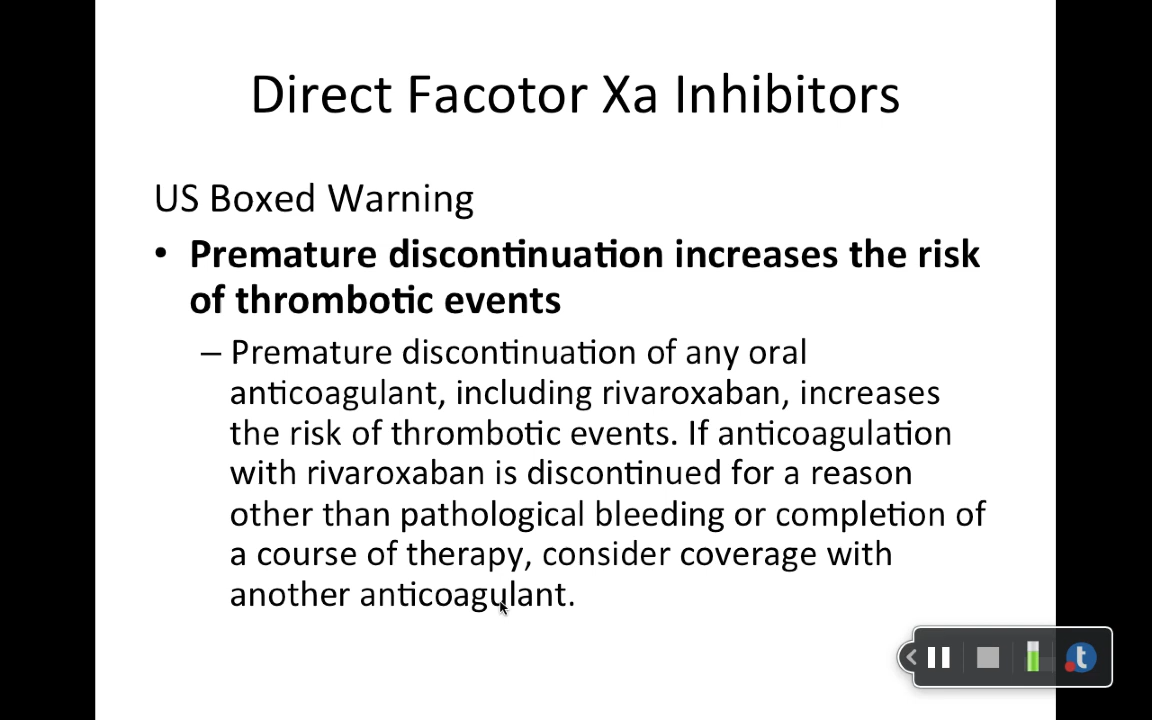 Direct Facotor Xa Inhibitors
US Boxed Warning
• Premature discontinuation increases the risk
of thrombotic events
– Premature discontinuation of any oral
anticoagulant, including rivaroxaban, increases
the risk of thrombotic events. If anticoagulation
with rivaroxaban is discontinued for a reason
other than pathological bleeding or completion of
a course of therapy, consider coverage with
another anticoagulant.
t